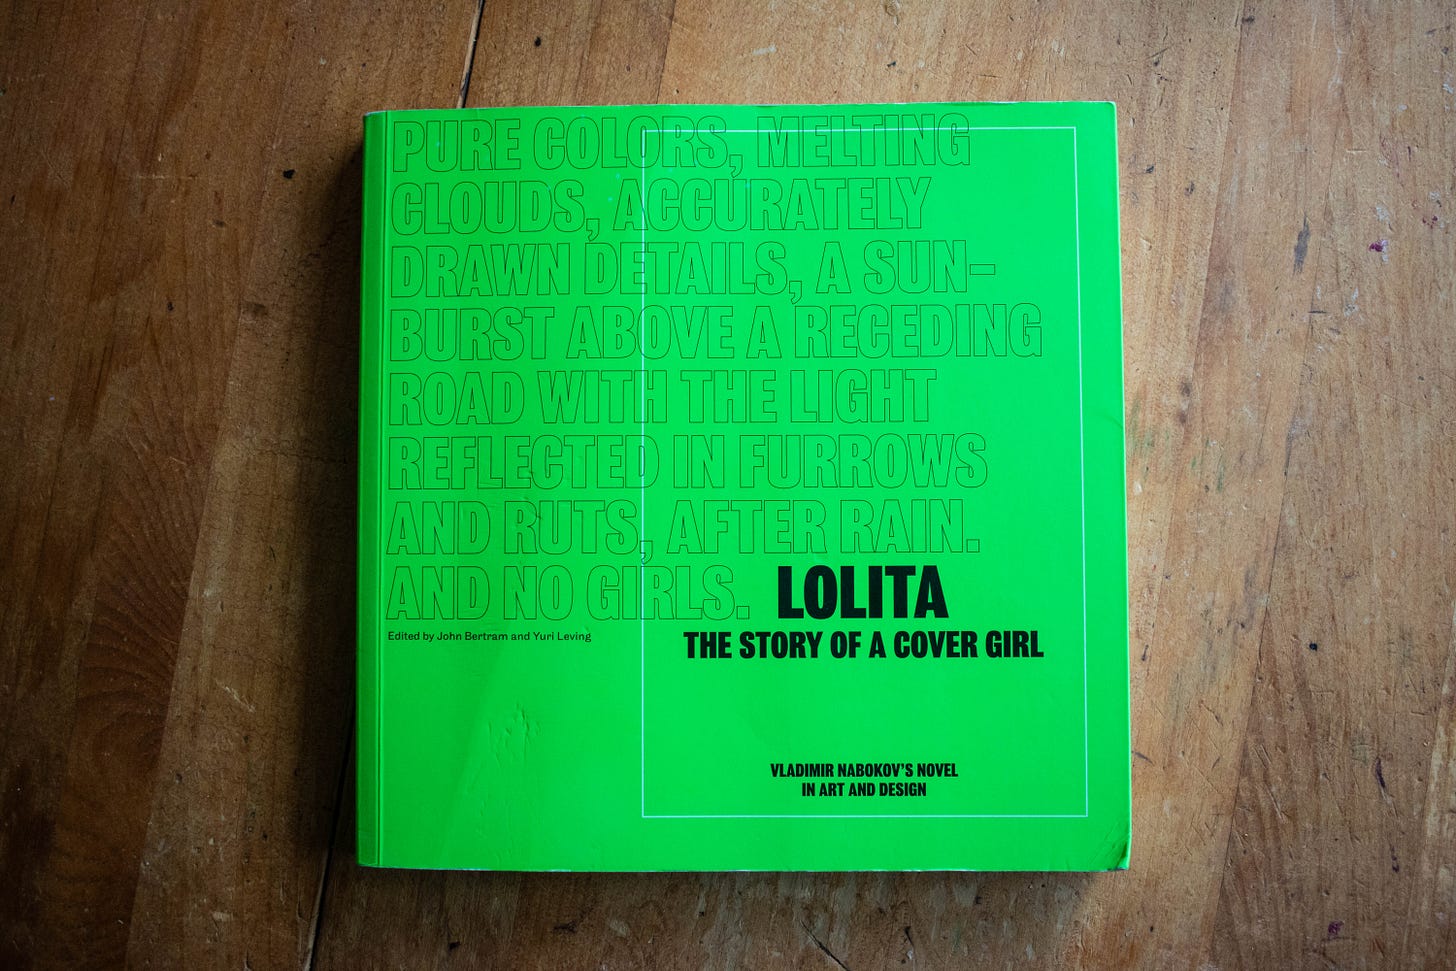 PURE COLORS, MELTING
CLOUDS, ACCURATELY
DRAWN DETAILS, A SUN-
BURST ABOVE A RECEDING
ROAD WITH THE LIGHT
REFLECTED IN FURROWS
AND RUTS, AFTER RAIN.
AND NO GIRLS. LOLITA
Edited by John Bertram and Yuri Leving
THE STORY OF A COVER GIRL
VLADIMIR NABOKOV'S NOVEL
IN ART AND DESIGN